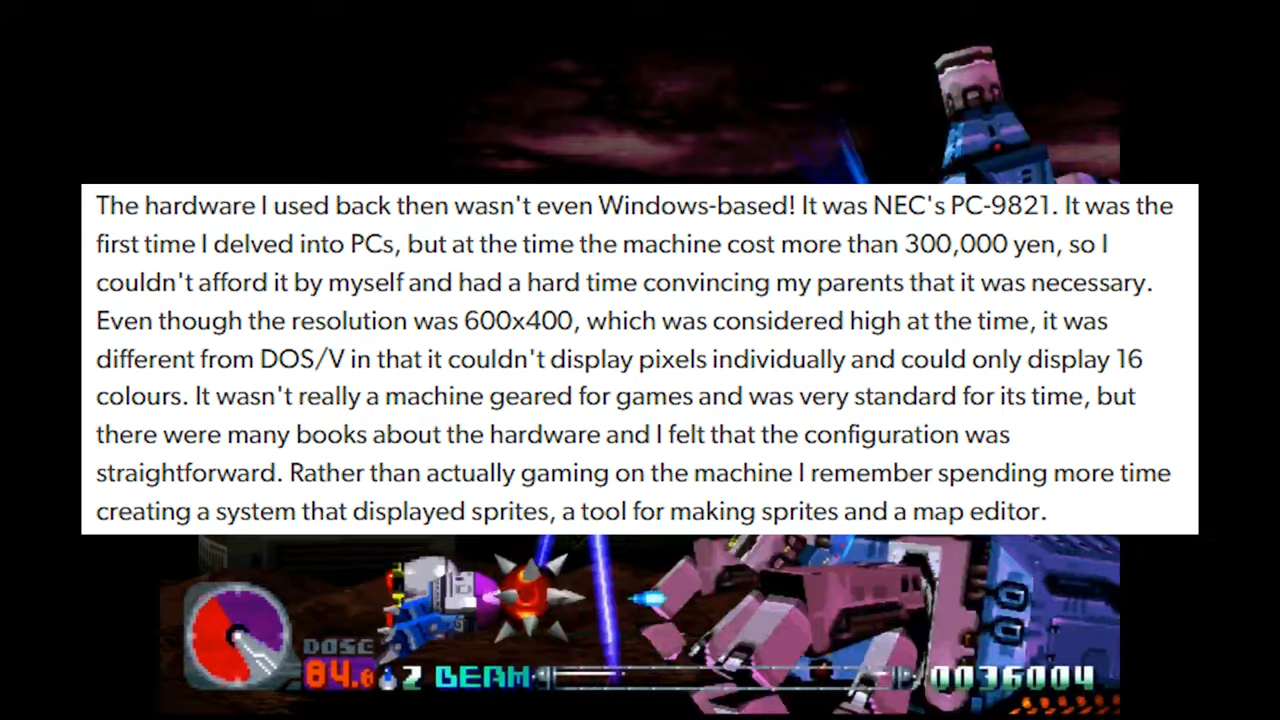 The hardware I used back then wasn't even Windows-based! It was NEC's PC-9821. It was the
first time I delved into PCs, but at the time the machine cost more than 300,000 yen, so I
couldn't afford it by myself and had a hard time convincing my parents that it was necessary.
Even though the resolution was 600x400, which was considered high at the time, it was
different from DOS/V in that it couldn't display pixels individually and could only display 16
colours. It wasn't really a machine geared for games and was very standard for its time, but
there were many books about the hardware and I felt that the configuration was
straightforward. Rather than actually gaming on the machine I remember spending more time
creating a system that displayed sprites, a tool for making sprites and a map editor.
DOSE
84.0 2 BEAM 0036004